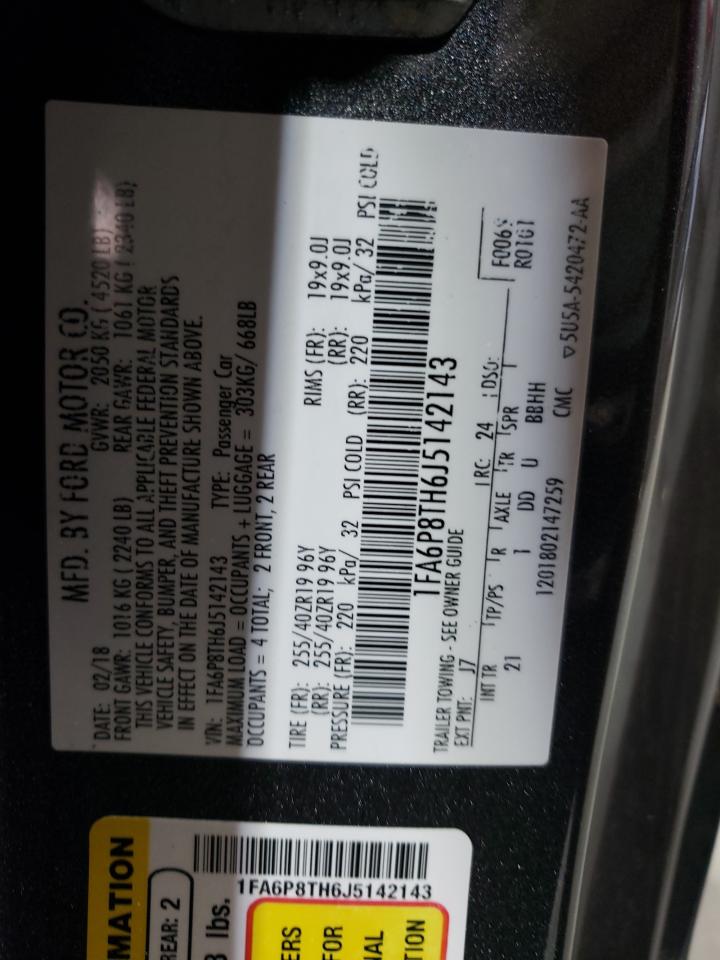 MFD. BY FORD MOTOR CO.
DATE: 02/18 GVWR: 2050 KG ( 4520 LB)
FRONT GAWR: 1016 KG ( 2240 LB) REAR GAWR: 1061 KG ( 2340 LB)
THIS VEHICLE CONFORMS TO ALL APPLICABLE FEDERAL MOTOR
VEHICLE SAFETY, BUMPER, AND THEFT PREVENTION STANDARDS
IN EFFECT ON THE DATE OF MANUFACTURE SHOWN ABOVE.
VIN: 1FA6P8TH6J5142143 TYPE: Passenger Car
MAXIMUM LOAD = OCCUPANTS + LUGGAGE = 303KG/ 668LB
OCCUPANTS = 4 TOTAL; 2 FRONT, 2 REAR
TIRE (FR): 255/40ZR19 96Y RIMS (FR): 19x9.0J
(RR): 255/40ZR19 96Y (RR): 19x9.0J
PRESSURE (FR): 220 kPa/ 32 PSI COLD (RR): 220 kPa/ 32 PSI COLD
1FA6P8TH6J5142143
TRAILER TOWING - SEE OWNER GUIDE
EXT PNT: J7 RC: 24 DSO: F006
INT TR TP/PS R AXLE TR SPR R0101
21 1 DD U BBHH
1201802147259 CMC ▽5U5A-5420472-AA
MATION
REAR: 2
lbs.
1FA6P8TH6J5142143
ERS
FOR
AL
TION